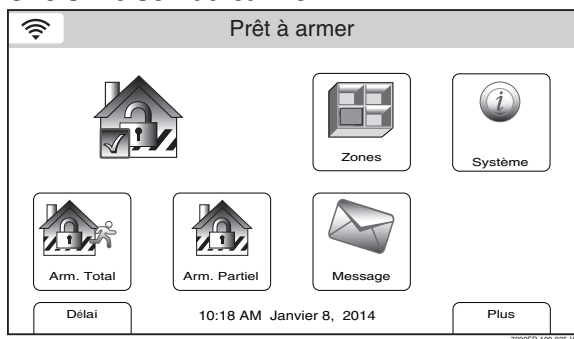 Prêt à armer
Zones
Système
Arm. Total
Arm. Partiel
Message
Délai
10:18 AM Janvier 8, 2014
Plus